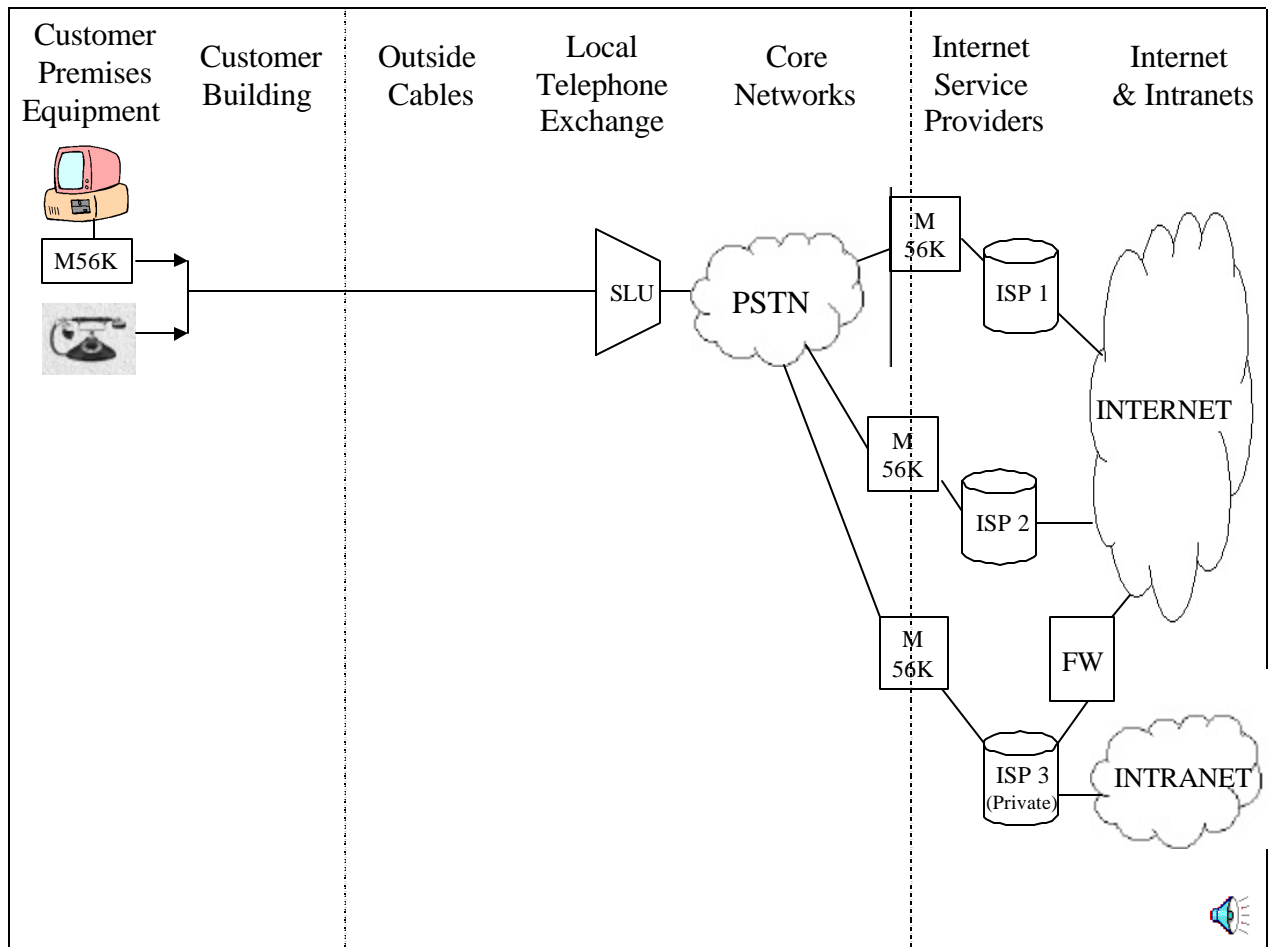 Customer
Premises
Equipment
Customer
Building
Outside
Cables
Local
Telephone
Exchange
Core
Networks
Internet
Service
Providers
Internet
& Intranets
M56K
SLU
PSTN
M
56K
ISP 1
INTERNET
M
56K
ISP 2
M
56K
FW
ISP 3
(Private)
INTRANET